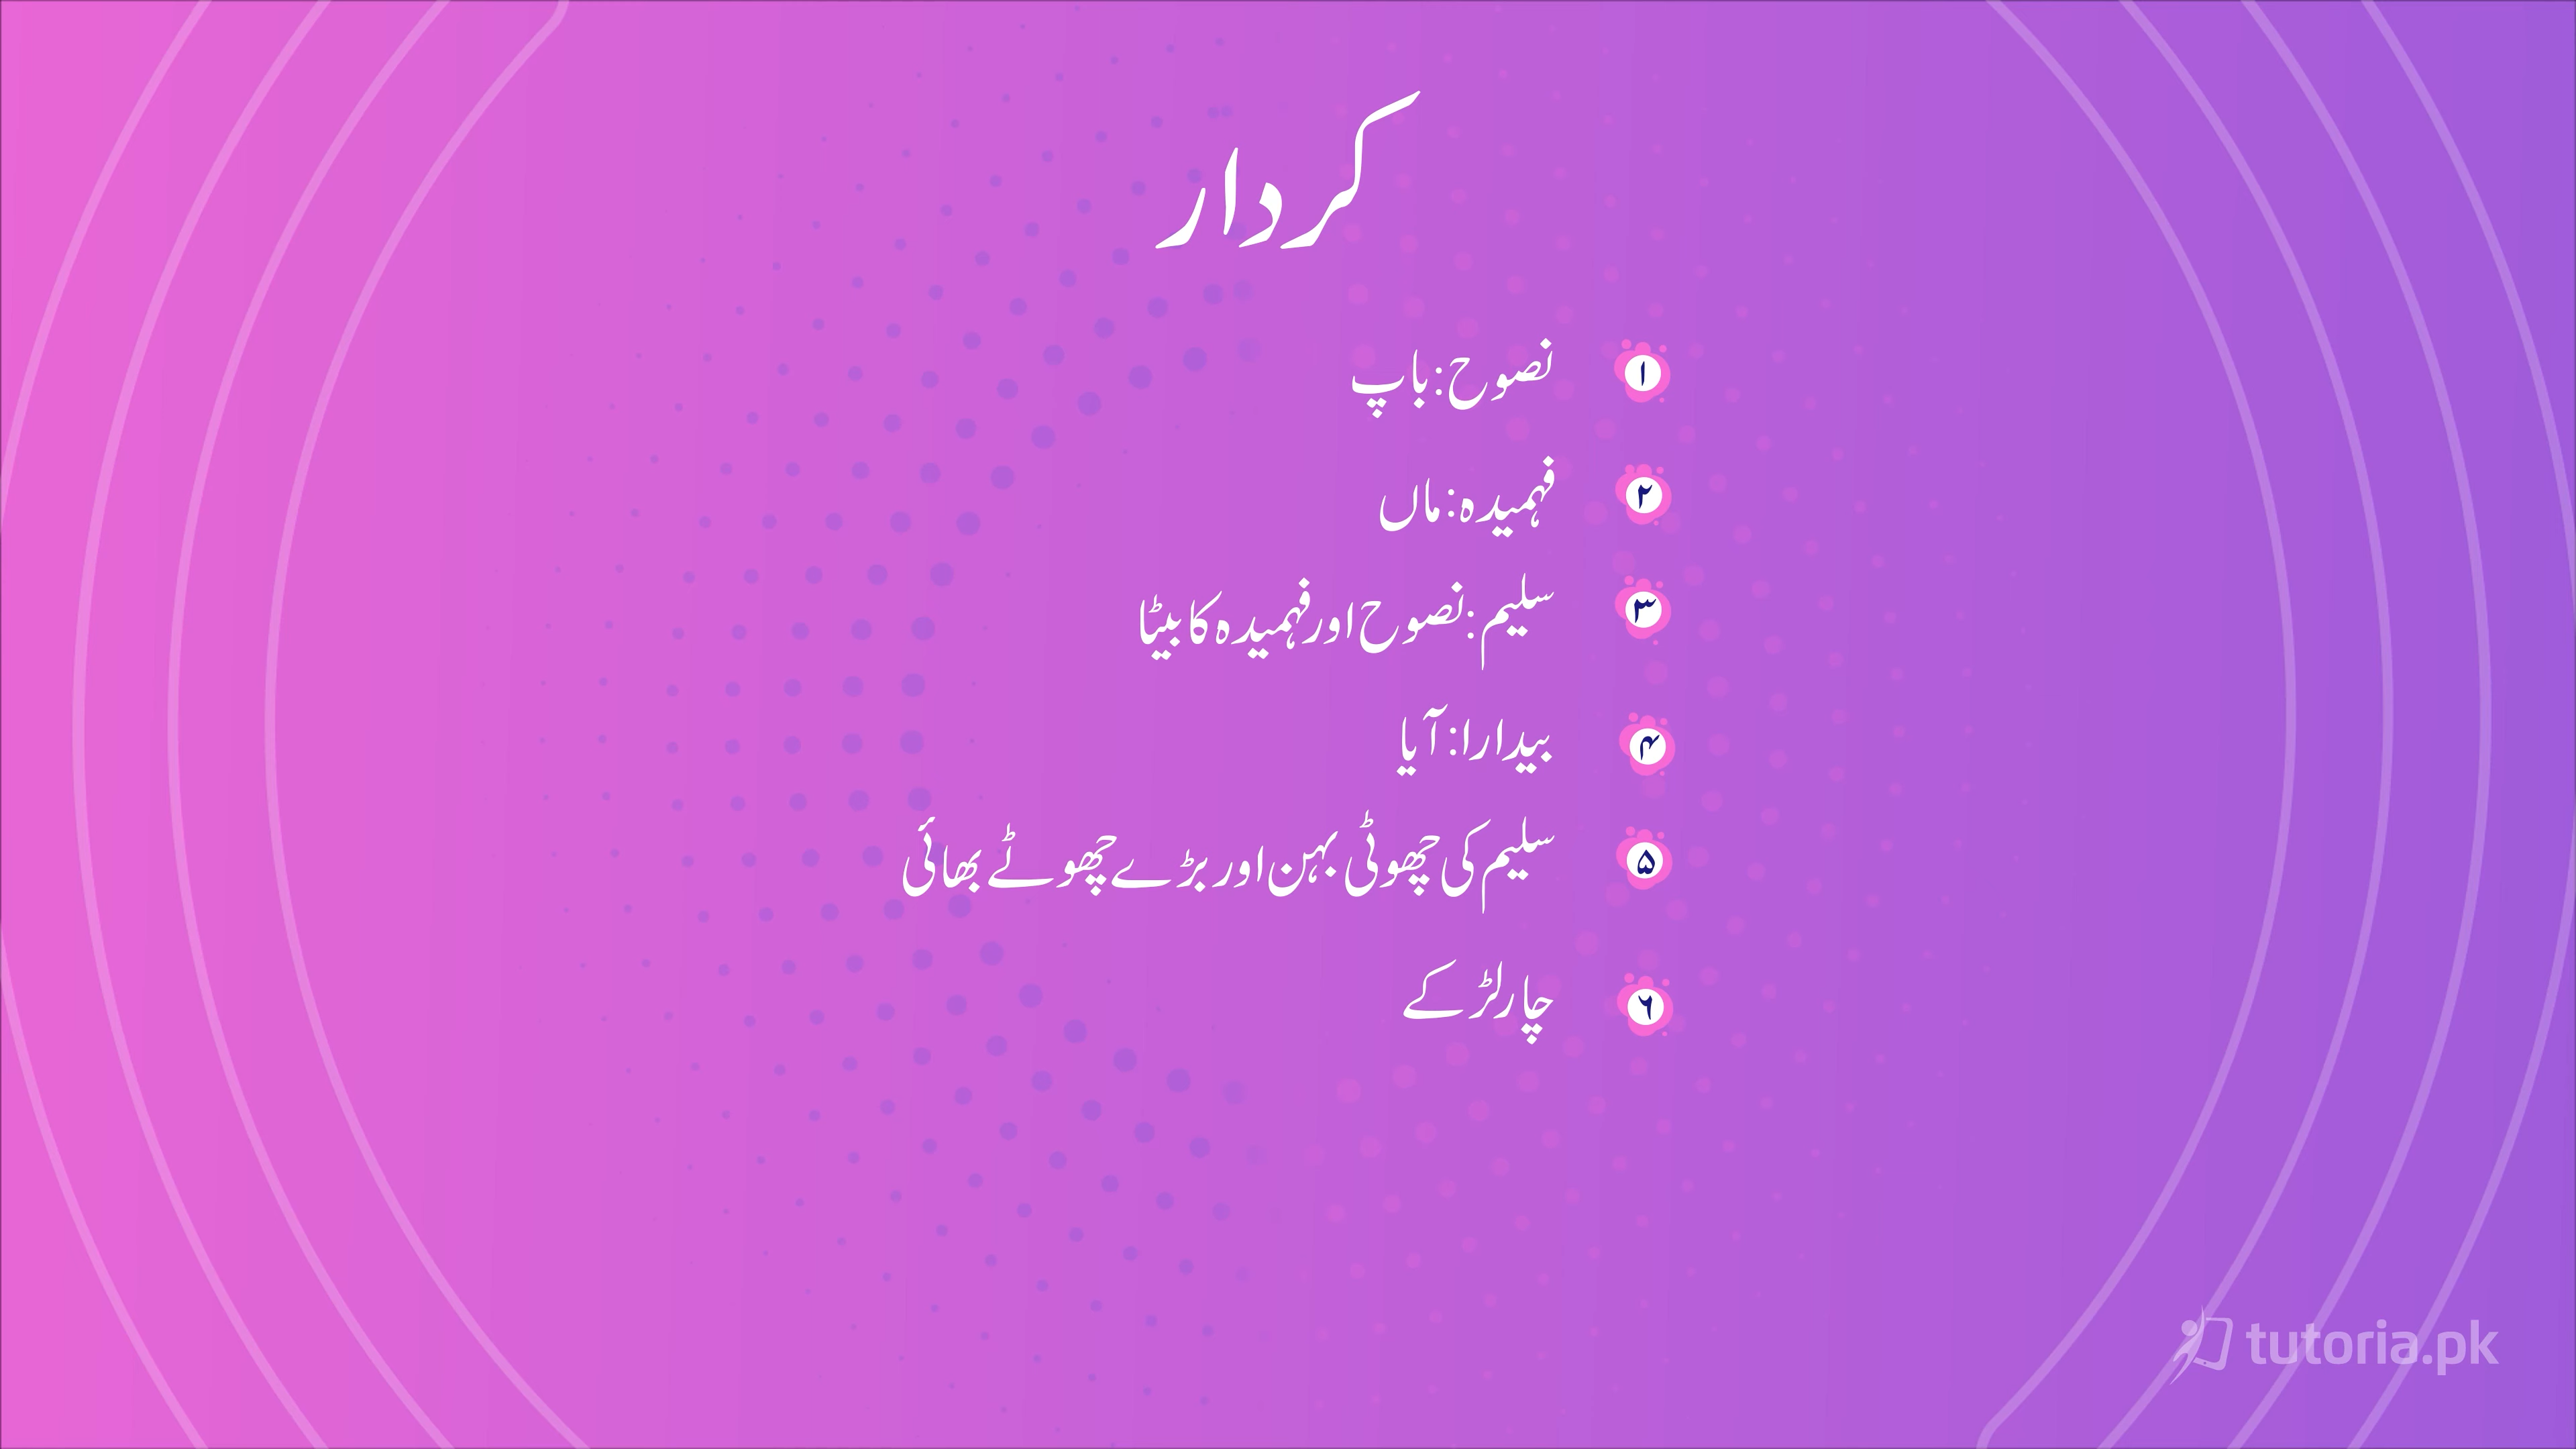 کردار
۱ نصوح: باپ
۲ فہمیدہ: ماں
۳ سلیم: نصوح اور فہمیدہ کا بیٹا
۴ بیدارا: آیا
۵ سلیم کی چھوٹی بہن اور بڑے چھوٹے بھائی
۶ چار لڑکے
tutoria.pk